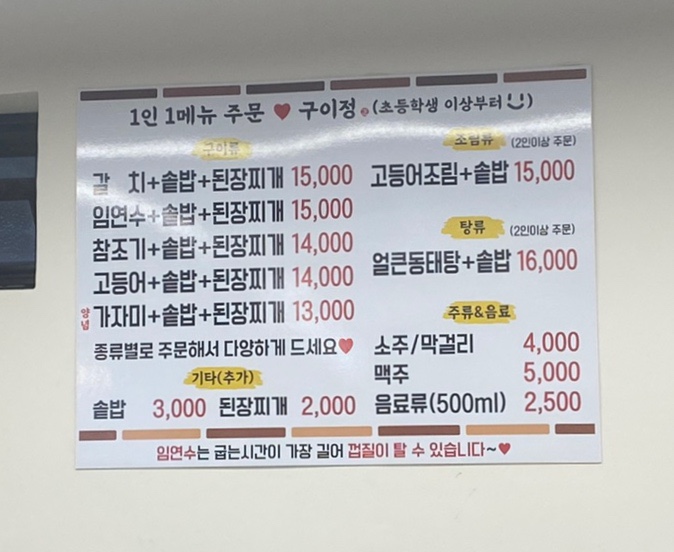 1인 1메뉴 주문 ♥ 구이정 (초등학생 이상부터)
구이류
갈 치+솥밥+된장찌개 15,000
임연수+솥밥+된장찌개 15,000
참조기+솥밥+된장찌개 14,000
고등어+솥밥+된장찌개 14,000
양념 가자미+솥밥+된장찌개 13,000
종류별로 주문해서 다양하게 드세요♥
기타(추가)
솥밥 3,000 된장찌개 2,000
조림류 (2인이상 주문)
고등어조림+솥밥 15,000
탕류 (2인이상 주문)
얼큰동태탕+솥밥 16,000
주류&음료
소주/막걸리 4,000
맥주 5,000
음료류(500ml) 2,500
임연수는 굽는시간이 가장 길어 껍질이 탈 수 있습니다~♥